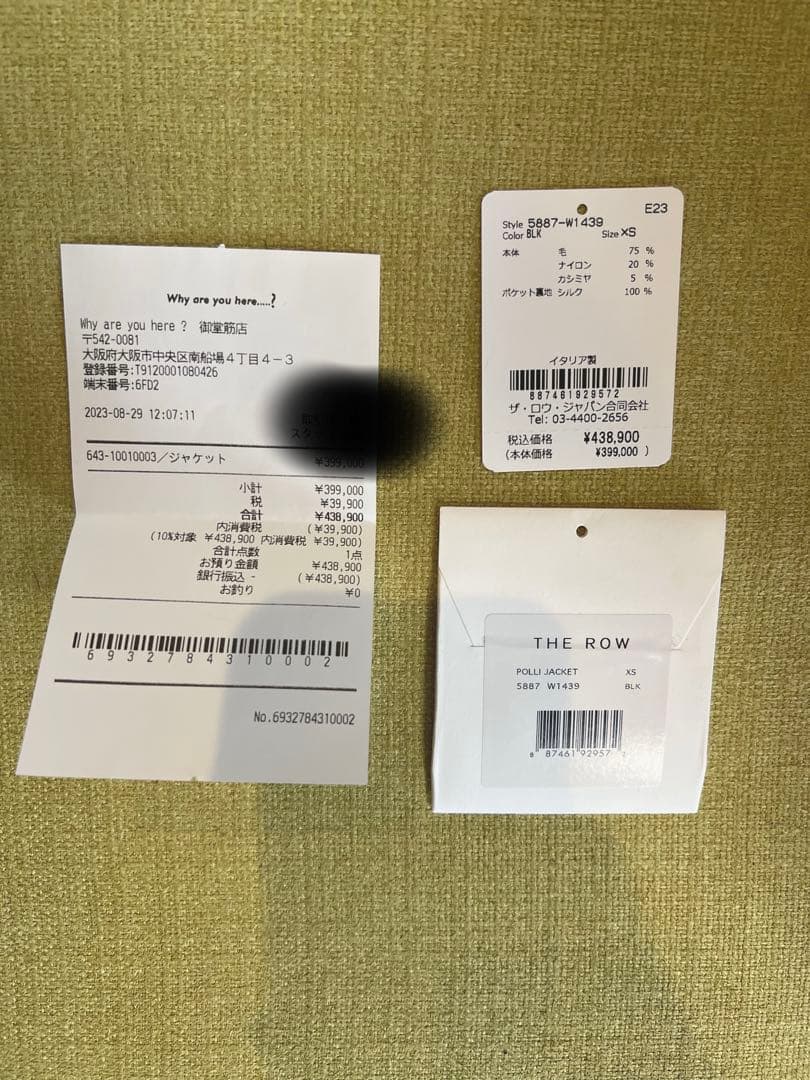 Why are you here.....?
Why are you here ? 御堂筋店
〒542-0081
大阪府大阪市中央区南船場4丁目4-3
登録番号:T9120001080426
端末番号:6FD2
2023-08-29 12:07:11
643-10010003/ジャケット ¥399,000
小計 ¥399,000
税 ¥39,900
合計 ¥438,900
内消費税 (¥39,900)
(10%対象 ¥438,900 内消費税 ¥39,900)
合計点数 1点
お預り金額 ¥438,900
銀行振込 - (¥438,900)
お釣り ¥0
6932784310002
No.6932784310002
E23
Style 5887-W1439
Color BLK Size XS
本体 毛 75 %
ナイロン 20 %
カシミヤ 5 %
ポケット裏地 シルク 100 %
イタリア製
887461929572
ザ・ロウ・ジャパン合同会社
Tel: 03-4400-2656
税込価格 ¥438,900
(本体価格 ¥399,000 )
THE ROW
POLLI JACKET XS
5887 W1439 BLK
8 87461 92957 2